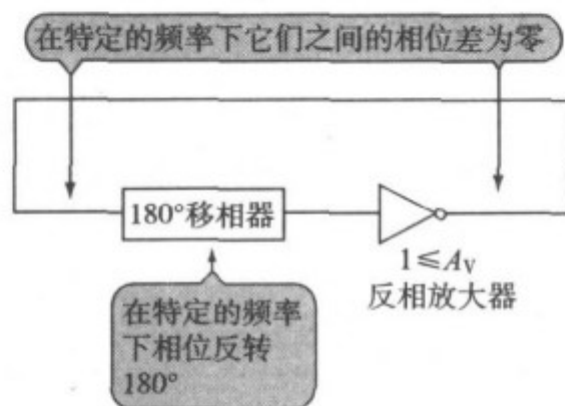 在特定的频率下它们之间的相位差为零
180°移相器
1≤A_V
反相放大器
在特定的频率
下相位反转
180°